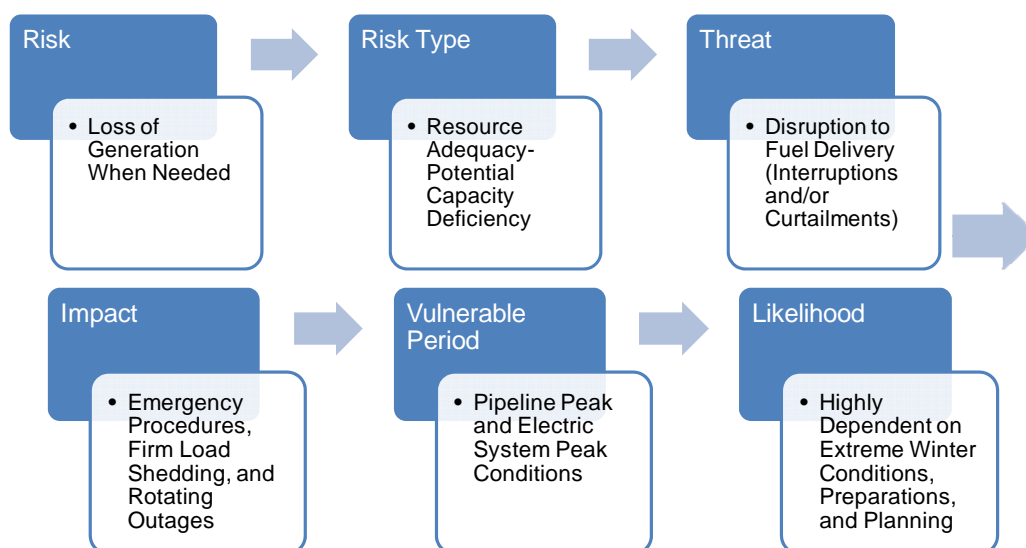 Risk
• Loss of
Generation
When Needed
Risk Type
• Resource
Adequacy-
Potential
Capacity
Deficiency
Threat
• Disruption to
Fuel Delivery
(Interruptions
and/or
Curtailments)
Impact
• Emergency
Procedures,
Firm Load
Shedding, and
Rotating
Outages
Vulnerable
Period
• Pipeline Peak
and Electric
System Peak
Conditions
Likelihood
• Highly
Dependent on
Extreme Winter
Conditions,
Preparations,
and Planning